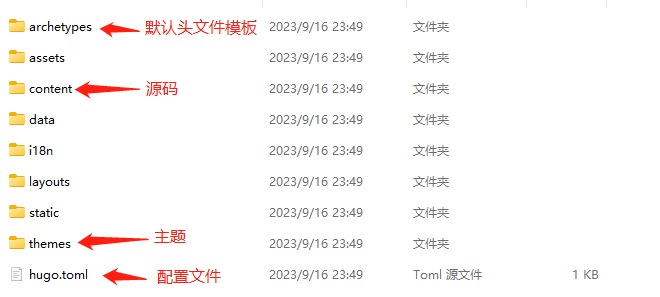 archetypes 默认头文件模板 2023/9/16 23:49 文件夹
assets 2023/9/16 23:49 文件夹
content 源码 2023/9/16 23:49 文件夹
data 2023/9/16 23:49 文件夹
i18n 2023/9/16 23:49 文件夹
layouts 2023/9/16 23:49 文件夹
static 2023/9/16 23:49 文件夹
themes 主题 2023/9/16 23:49 文件夹
hugo.toml 配置文件 2023/9/16 23:49 Toml 源文件 1 KB